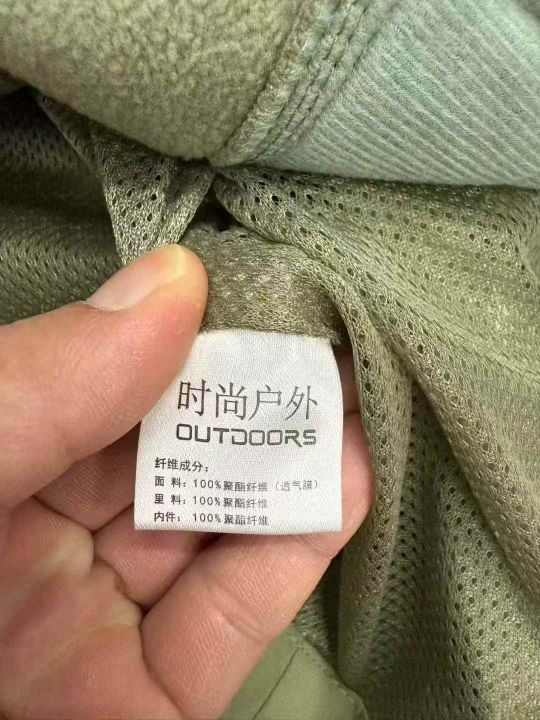 时尚户外
OUTDOORS
纤维成分:
面 料: 100%聚酯纤维（透气膜）
里 料: 100%聚酯纤维
内件: 100%聚酯纤维